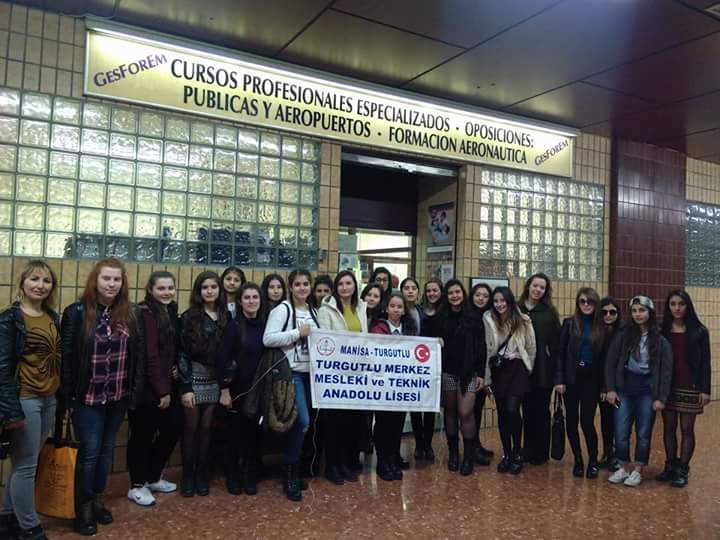 GESFOREM
CURSOS PROFESIONALES ESPECIALIZADOS · OPOSICIONES:
PUBLICAS Y AEROPUERTOS · FORMACION AERONAUTICA
GESFOREM
MANİSA - TURGUTLU
TURGUTLU MERKEZ
MESLEKİ ve TEKNİK
ANADOLU LİSESİ